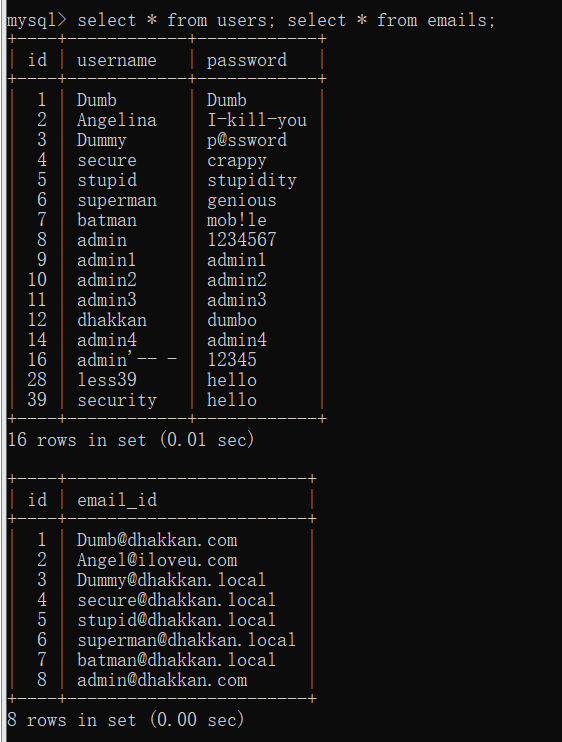 mysql> select * from users; select * from emails;
+----+------------+------------+
| id | username   | password   |
+----+------------+------------+
|  1 | Dumb       | Dumb       |
|  2 | Angelina   | I-kill-you |
|  3 | Dummy      | p@ssword   |
|  4 | secure     | crappy     |
|  5 | stupid     | stupidity  |
|  6 | superman   | genious    |
|  7 | batman     | mob!le     |
|  8 | admin      | 1234567    |
|  9 | admin1     | admin1     |
| 10 | admin2     | admin2     |
| 11 | admin3     | admin3     |
| 12 | dhakkan    | dumbo      |
| 14 | admin4     | admin4     |
| 16 | admin'-- - | 12345      |
| 28 | less39     | hello      |
| 39 | security   | hello      |
+----+------------+------------+
16 rows in set (0.01 sec)

+----+------------------------+
| id | email_id               |
+----+------------------------+
|  1 | Dumb@dhakkan.com       |
|  2 | Angel@iloveu.com       |
|  3 | Dummy@dhakkan.local    |
|  4 | secure@dhakkan.local   |
|  5 | stupid@dhakkan.local   |
|  6 | superman@dhakkan.local |
|  7 | batman@dhakkan.local   |
|  8 | admin@dhakkan.com      |
+----+------------------------+
8 rows in set (0.00 sec)